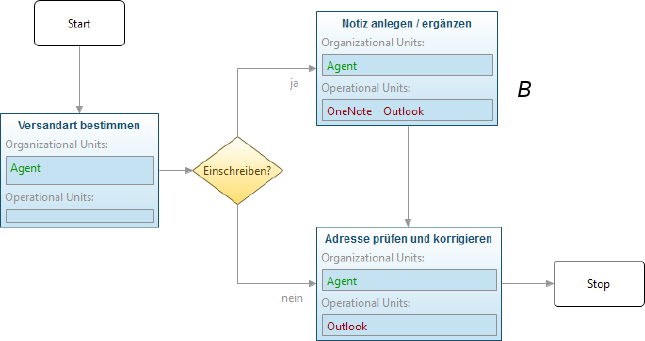 Start
Versandart bestimmen
Organizational Units:
Agent
Operational Units:
Einschreiben?
ja
nein
Notiz anlegen / ergänzen
Organizational Units:
Agent
Operational Units:
OneNote Outlook
B
Adresse prüfen und korrigieren
Organizational Units:
Agent
Operational Units:
Outlook
Stop